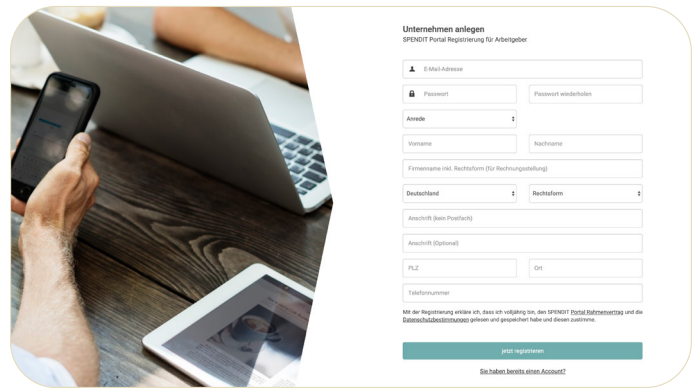 Unternehmen anlegen
SPENDIT Portal Registrierung für Arbeitgeber
E-Mail-Adresse
Passwort
Passwort wiederholen
Anrede
Vorname
Nachname
Firmenname inkl. Rechtsform (für Rechnungsstellung)
Deutschland
Rechtsform
Anschrift (kein Postfach)
Anschrift (Optional)
PLZ
Ort
Telefonnummer
Mit der Registrierung erkläre ich, dass ich volljährig bin, den SPENDIT Portal Rahmenvertrag und die
Datenschutzbestimmungen gelesen und gespeichert habe und diesen zustimme.
jetzt registrieren
Sie haben bereits einen Account?